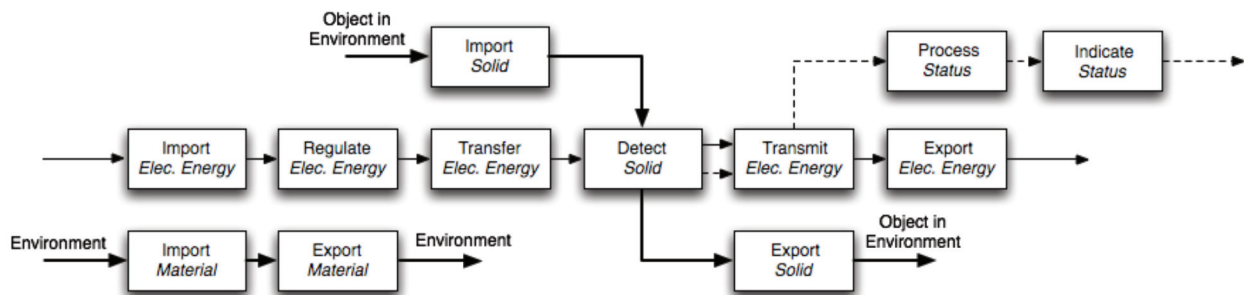 Object in
Environment
Import
Solid
Process
Status
Indicate
Status
Import
Elec. Energy
Regulate
Elec. Energy
Transfer
Elec. Energy
Detect
Solid
Transmit
Elec. Energy
Export
Elec. Energy
Environment
Import
Material
Export
Material
Environment
Export
Solid
Object in
Environment